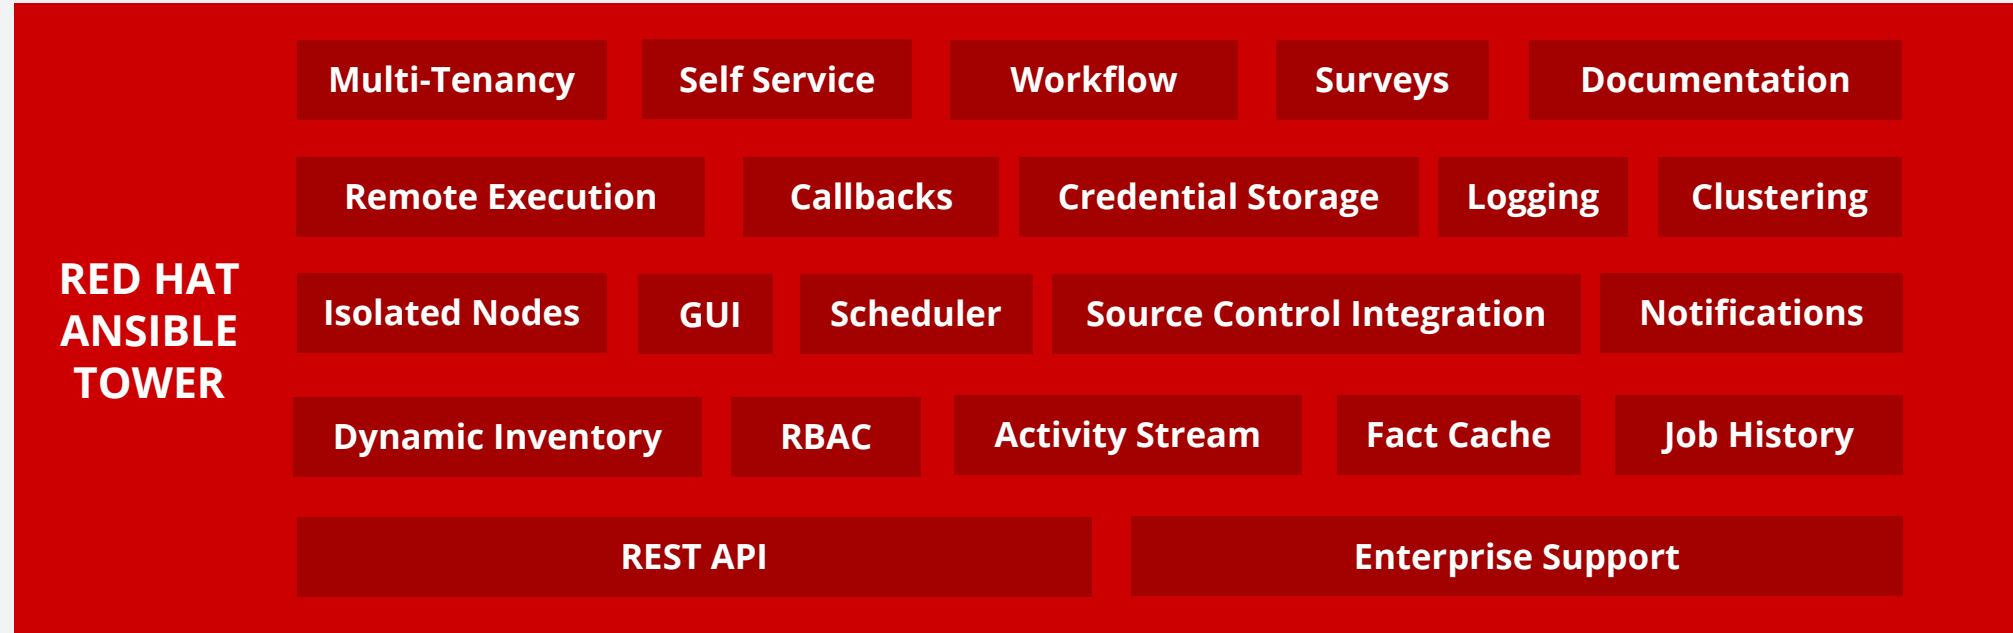 RED HAT
ANSIBLE
TOWER
Multi-Tenancy Self Service Workflow Surveys Documentation
Remote Execution Callbacks Credential Storage Logging Clustering
Isolated Nodes GUI Scheduler Source Control Integration Notifications
Dynamic Inventory RBAC Activity Stream Fact Cache Job History
REST API Enterprise Support